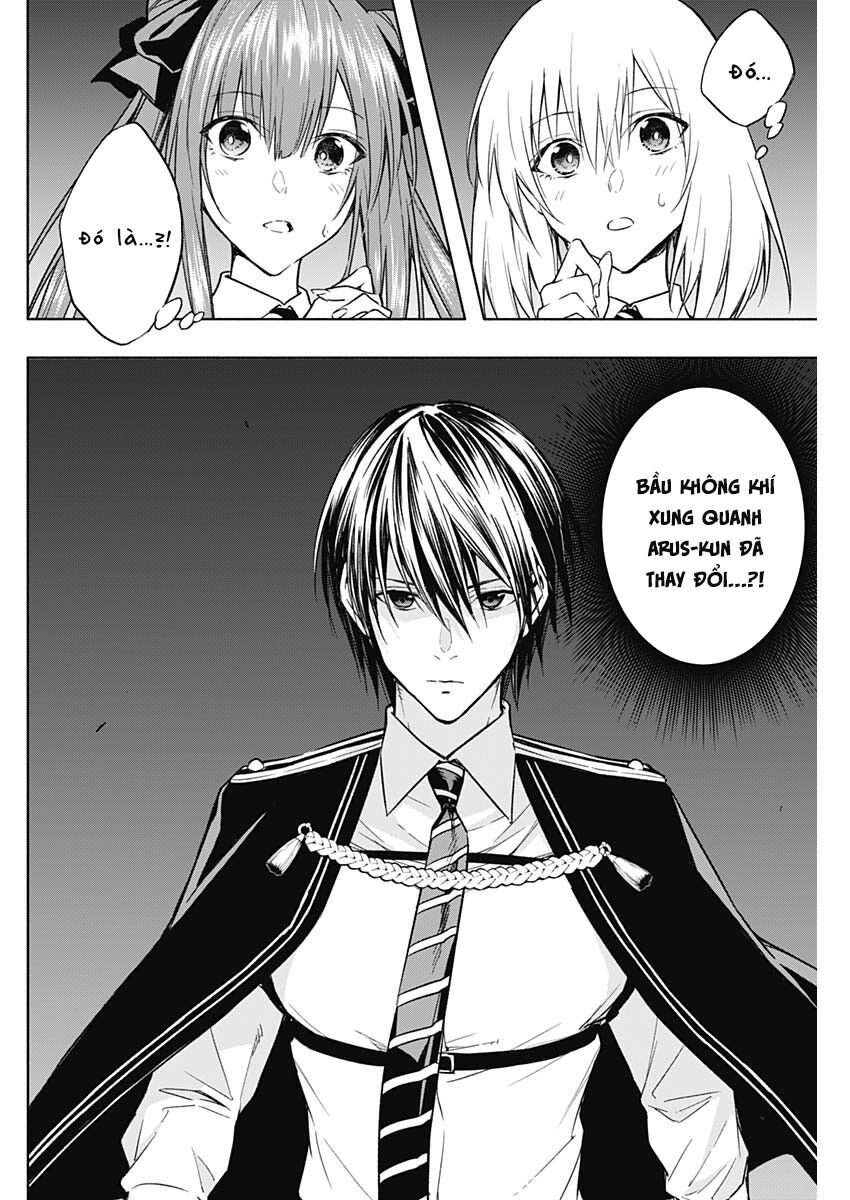 Đó...
Đó là...?!
BẦU KHÔNG KHÍ
XUNG QUANH
ARUS-KUN ĐÃ
THAY ĐỔI...?!